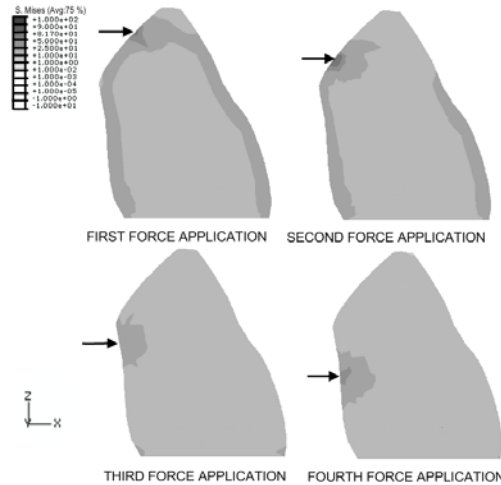 S. Mises (Avg:75 %)
+1.000e+02
+9.000e+01
+8.170e+01
+5.000e+01
+2.500e+01
+1.000e+01
+1.000e+00
+1.000e-02
+1.000e-03
+1.000e-04
+1.000e-05
-1.000e+00
-1.000e+01
FIRST FORCE APPLICATION
SECOND FORCE APPLICATION
Z
Y X
THIRD FORCE APPLICATION
FOURTH FORCE APPLICATION